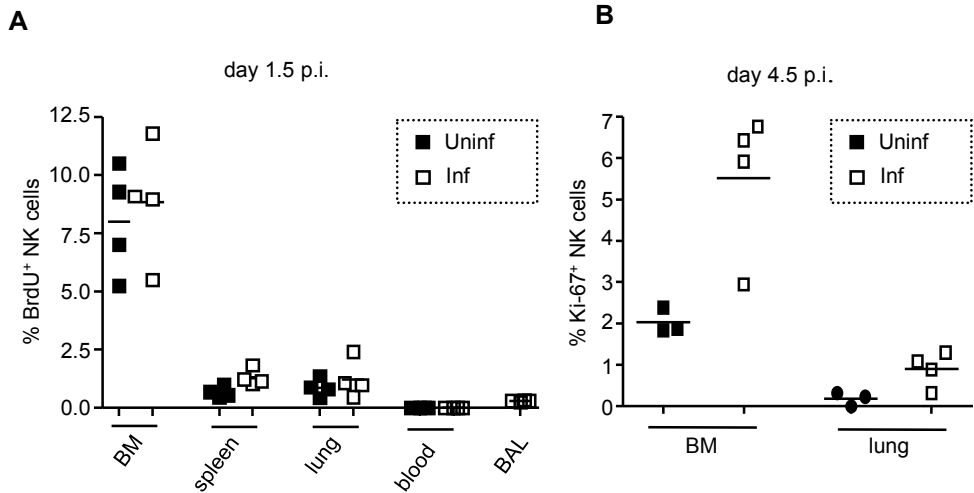 A
day 1.5 p.i.
% BrdU⁺ NK cells
12.5
10.0
7.5
5.0
2.5
0.0
Uninf
Inf
BM
spleen
lung
blood
BAL
B
day 4.5 p.i.
% Ki-67⁺ NK cells
7
6
5
4
3
2
1
0
Uninf
Inf
BM
lung